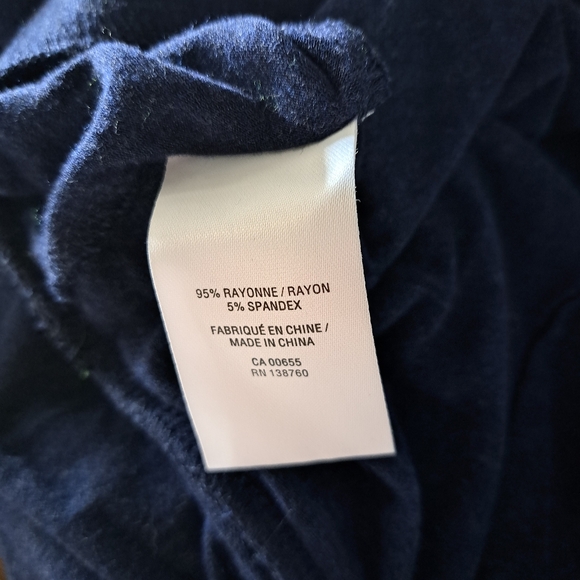 95% RAYONNE / RAYON
5% SPANDEX
FABRIQUÉ EN CHINE /
MADE IN CHINA
CA 00655
RN 138760